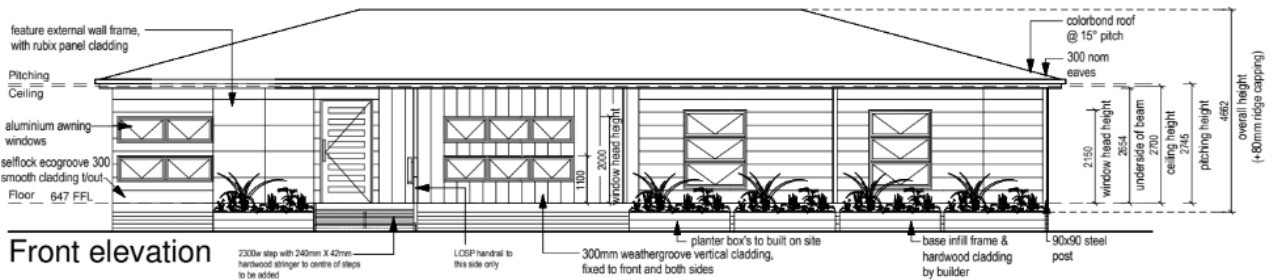 feature external wall frame,
with rubix panel cladding
Pitching
Ceiling
aluminium awning
windows
selflock ecogroove 300
smooth cladding t/out
Floor 647 FFL
Front elevation
2300w step with 240mm X 42mm
hardwood stringer to centre of steps
to be added
LOSP handrail to
this side only
1100
2000
window head height
300mm weathergroove vertical cladding,
fixed to front and both sides
planter box's to built on site
base infill frame &
hardwood cladding
by builder
90x90 steel
post
colorbond roof
@ 15° pitch
300 nom
eaves
2150
window head height
2654
underside of beam
2700
ceiling height
2745
pitching height
4662
overall height
(+80mm ridge capping)